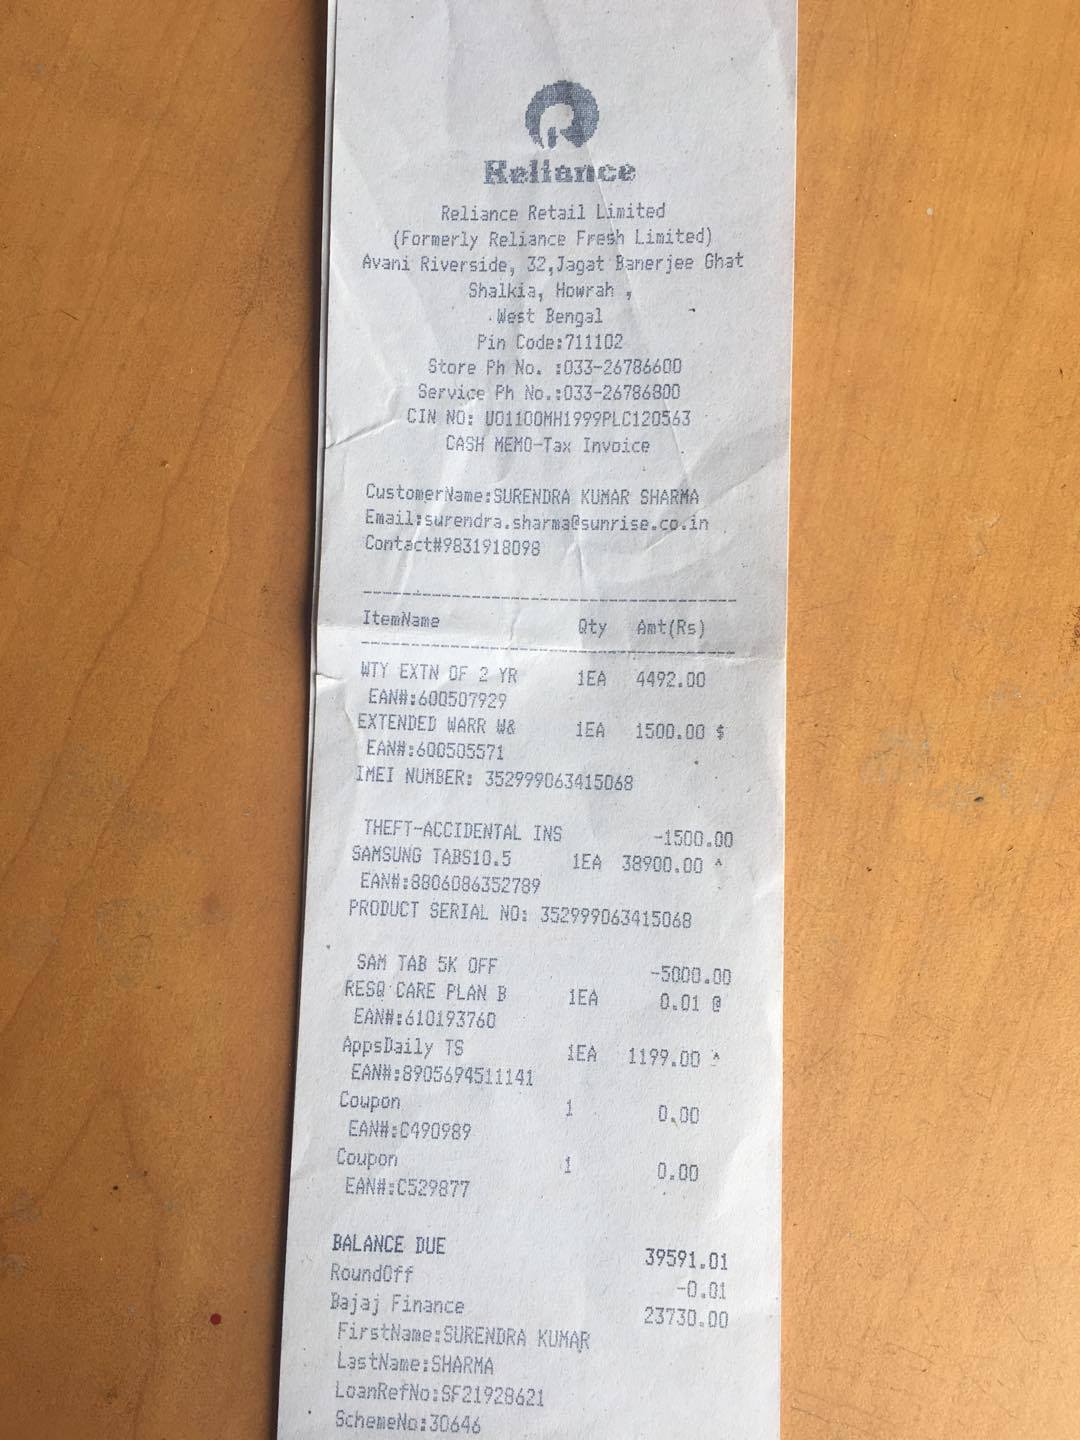 Reliance
Reliance Retail Limited
(Formerly Reliance Fresh Limited)
Avani Riverside, 32,Jagat Banerjee Ghat
Shalkia, Howrah ,
West Bengal
Pin Code:711102
Store Ph No. :033-26786600
Service Ph No.:033-26786800
CIN NO: U01100MH1999PLC120563
CASH MEMO-Tax Invoice
CustomerName:SURENDRA KUMAR SHARMA
Email:surendra.sharma@sunrise.co.in
Contact#9831918098
ItemName Qty Amt(Rs)
WTY EXTN OF 2 YR 1EA 4492.00
EAN#:600507929
EXTENDED WARR W& 1EA 1500.00 $
EAN#:600505571
IMEI NUMBER: 352999063415068
THEFT-ACCIDENTAL INS -1500.00
SAMSUNG TABS10.5 1EA 38900.00 ^
EAN#:8806086352789
PRODUCT SERIAL NO: 352999063415068
SAM TAB 5K OFF -5000.00
RESQ CARE PLAN B 1EA 0.01 @
EAN#:610193760
AppsDaily TS 1EA 1199.00 ^
EAN#:8905694511141
Coupon 1 0.00
EAN#:C490989
Coupon 1 0.00
EAN#:C529877
BALANCE DUE 39591.01
RoundOff -0.01
Bajaj Finance 23730.00
FirstName:SURENDRA KUMAR
LastName:SHARMA
LoanRefNo:SF21928621
SchemeNo:30646